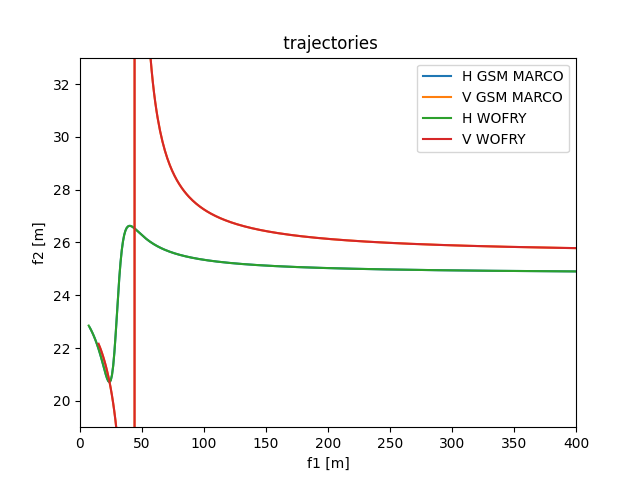 trajectories
H GSM MARCO
V GSM MARCO
H WOFRY
V WOFRY
32
30
28
26
24
22
20
f2 [m]
0 50 100 150 200 250 300 350 400
f1 [m]